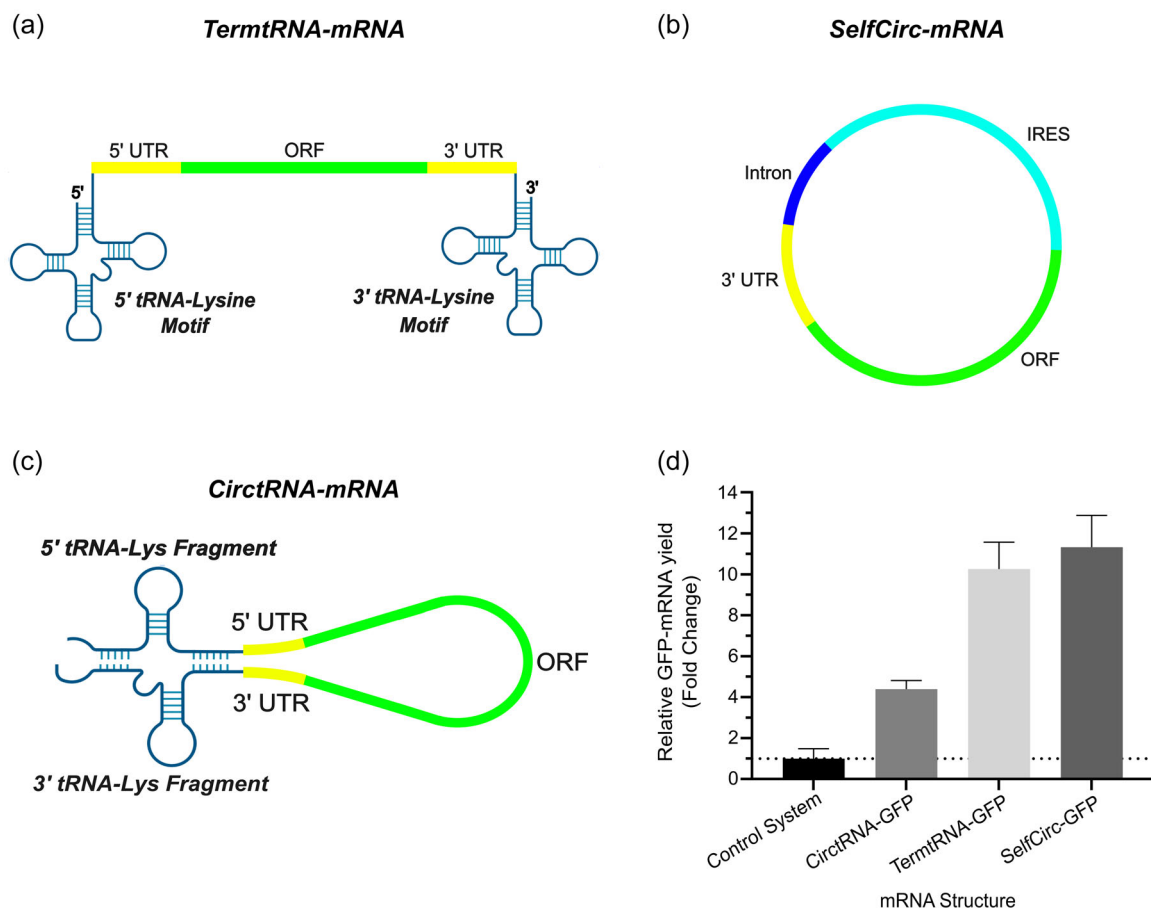 (a)
TermtRNA-mRNA
5' UTR
ORF
3' UTR
5'
3'
5' tRNA-Lysine
Motif
3' tRNA-Lysine
Motif
(b)
SelfCirc-mRNA
IRES
Intron
3' UTR
ORF
(c)
CirctRNA-mRNA
5' tRNA-Lys Fragment
5' UTR
ORF
3' UTR
3' tRNA-Lys Fragment
(d)
Relative GFP-mRNA yield
(Fold Change)
14
12
10
8
6
4
2
0
Control System
CirctRNA-GFP
TermtRNA-GFP
SelfCirc-GFP
mRNA Structure